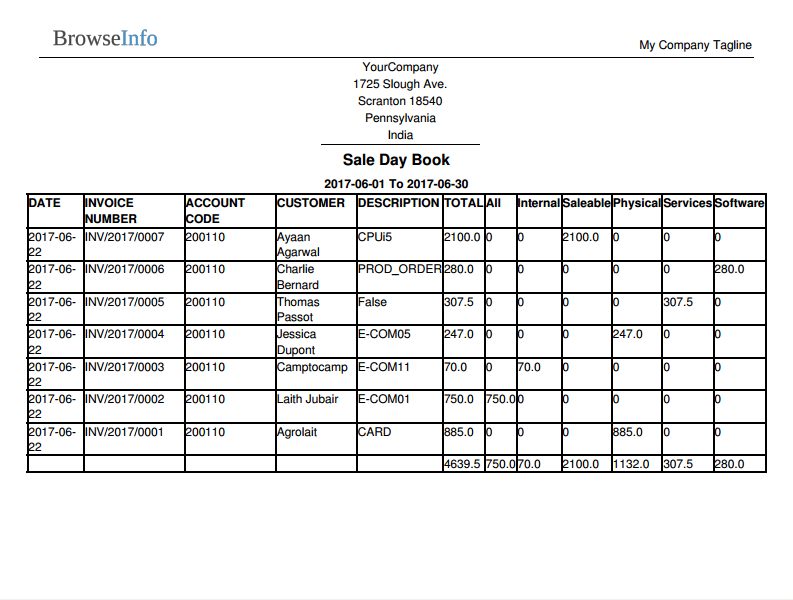 BrowseInfo
My Company Tagline
YourCompany
1725 Slough Ave.
Scranton 18540
Pennsylvania
India
Sale Day Book
2017-06-01 To 2017-06-30
DATE INVOICE NUMBER ACCOUNT CODE CUSTOMER DESCRIPTION TOTAL All Internal Saleable Physical Services Software
2017-06-22 INV/2017/0007 200110 Ayaan Agarwal CPUi5 2100.0 0 0 2100.0 0 0 0
2017-06-22 INV/2017/0006 200110 Charlie Bernard PROD_ORDER 280.0 0 0 0 0 0 280.0
2017-06-22 INV/2017/0005 200110 Thomas Passot False 307.5 0 0 0 0 307.5 0
2017-06-22 INV/2017/0004 200110 Jessica Dupont E-COM05 247.0 0 0 0 247.0 0 0
2017-06-22 INV/2017/0003 200110 Camptocamp E-COM11 70.0 0 70.0 0 0 0 0
2017-06-22 INV/2017/0002 200110 Laith Jubair E-COM01 750.0 750.0 0 0 0 0 0
2017-06-22 INV/2017/0001 200110 Agrolait CARD 885.0 0 0 0 885.0 0 0
4639.5 750.0 70.0 2100.0 1132.0 307.5 280.0